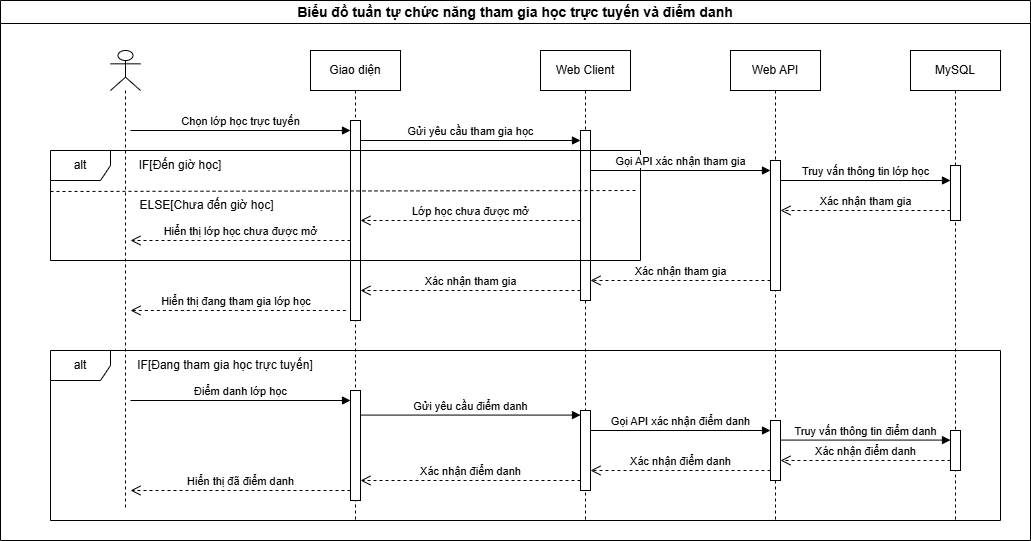 Biểu đồ tuần tự chức năng tham gia học trực tuyến và điểm danh
Giao diện
Web Client
Web API
MySQL
Chọn lớp học trực tuyến
Gửi yêu cầu tham gia học
alt
IF[Đến giờ học]
Gọi API xác nhận tham gia
Truy vấn thông tin lớp học
Xác nhận tham gia
ELSE[Chưa đến giờ học]
Lớp học chưa được mở
Hiển thị lớp học chưa được mở
Xác nhận tham gia
Xác nhận tham gia
Hiển thị đang tham gia lớp học
alt
IF[Đang tham gia học trực tuyến]
Điểm danh lớp học
Gửi yêu cầu điểm danh
Gọi API xác nhận điểm danh
Truy vấn thông tin điểm danh
Xác nhận điểm danh
Xác nhận điểm danh
Xác nhận điểm danh
Hiển thị đã điểm danh